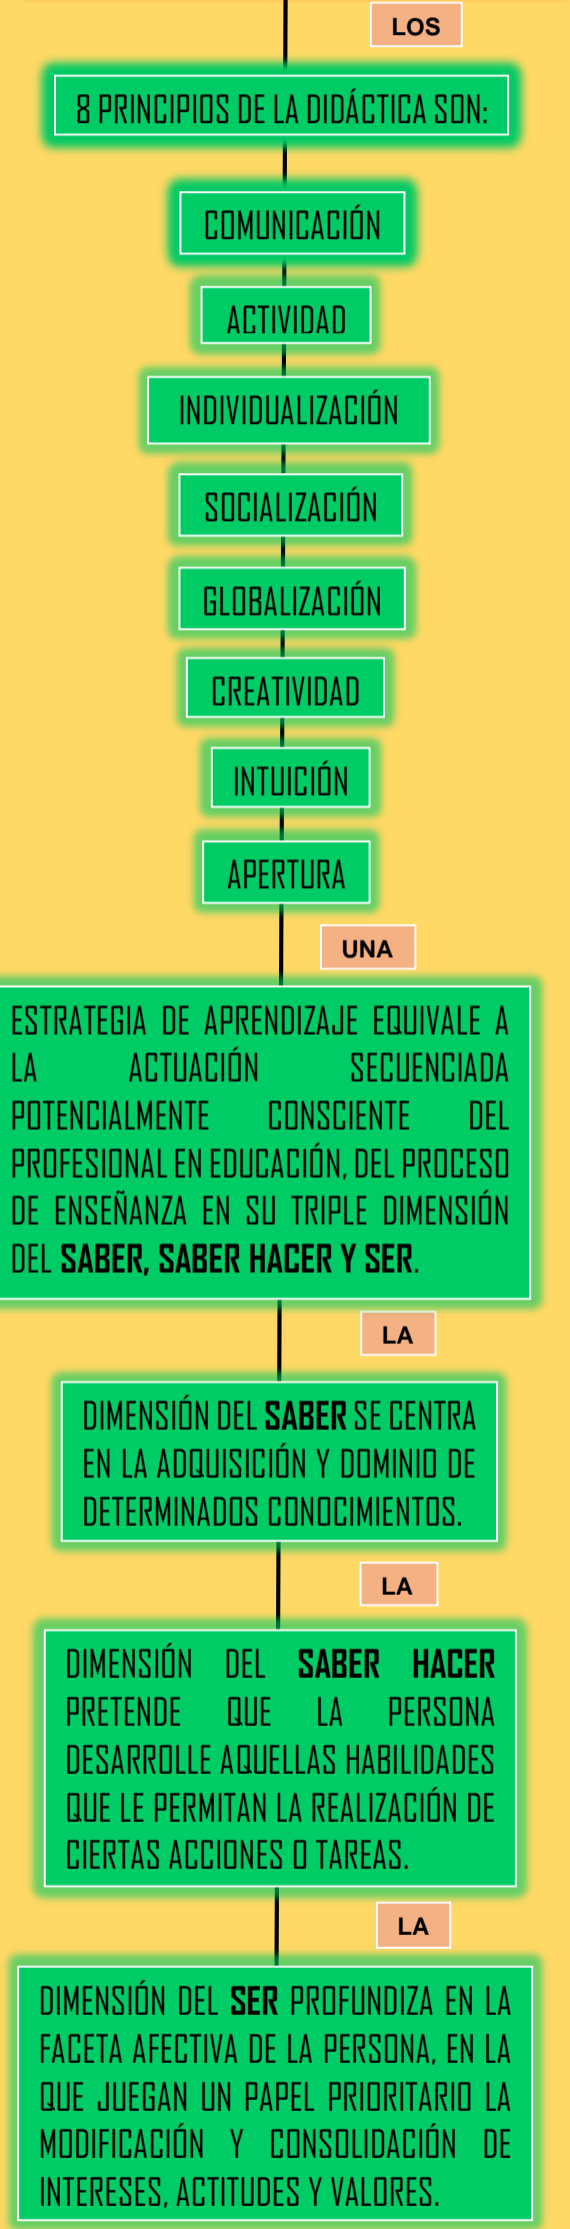 LOS
8 PRINCIPIOS DE LA DIDÁCTICA SON:
COMUNICACIÓN
ACTIVIDAD
INDIVIDUALIZACIÓN
SOCIALIZACIÓN
GLOBALIZACIÓN
CREATIVIDAD
INTUICIÓN
APERTURA
UNA
ESTRATEGIA DE APRENDIZAJE EQUIVALE A
LA ACTUACIÓN SECUENCIADA
POTENCIALMENTE CONSCIENTE DEL
PROFESIONAL EN EDUCACIÓN, DEL PROCESO
DE ENSEÑANZA EN SU TRIPLE DIMENSIÓN
DEL SABER, SABER HACER Y SER.
LA
DIMENSIÓN DEL SABER SE CENTRA
EN LA ADQUISICIÓN Y DOMINIO DE
DETERMINADOS CONOCIMIENTOS.
LA
DIMENSIÓN DEL SABER HACER
PRETENDE QUE LA PERSONA
DESARROLLE AQUELLAS HABILIDADES
QUE LE PERMITAN LA REALIZACIÓN DE
CIERTAS ACCIONES O TAREAS.
LA
DIMENSIÓN DEL SER PROFUNDIZA EN LA
FACETA AFECTIVA DE LA PERSONA, EN LA
QUE JUEGAN UN PAPEL PRIORITARIO LA
MODIFICACIÓN Y CONSOLIDACIÓN DE
INTERESES, ACTITUDES Y VALORES.